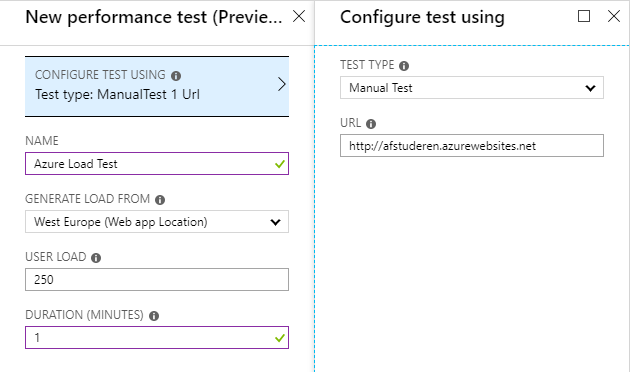 New performance test (Previe...
CONFIGURE TEST USING
Test type: ManualTest 1 Url
NAME
Azure Load Test
GENERATE LOAD FROM
West Europe (Web app Location)
USER LOAD
250
DURATION (MINUTES)
1
Configure test using
TEST TYPE
Manual Test
URL
http://afstuderen.azurewebsites.net